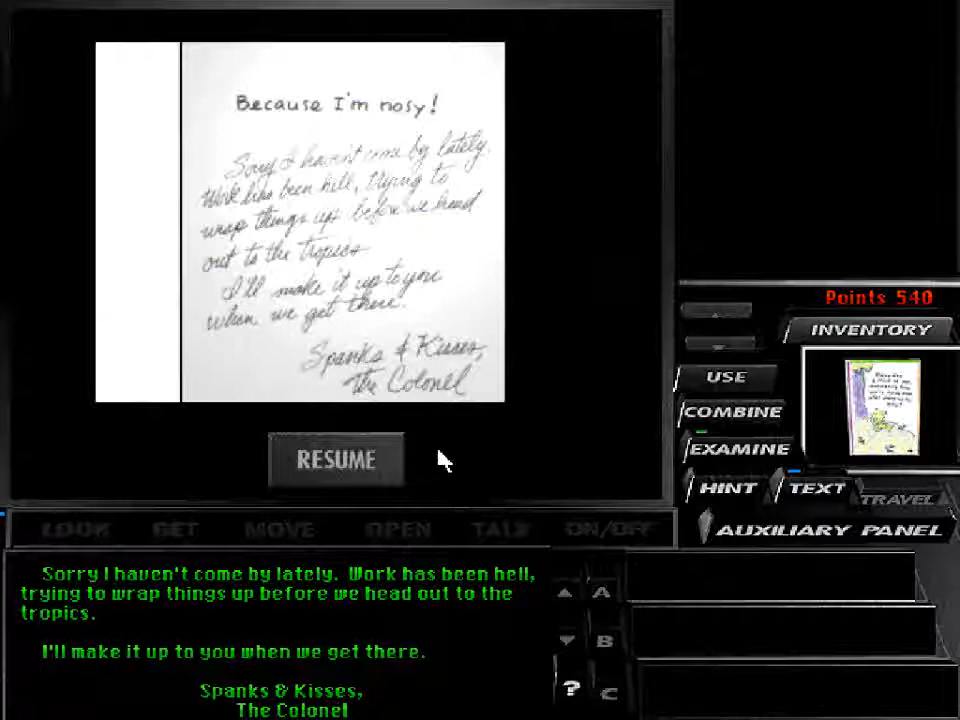 Because I'm nosy!
Sorry I haven't come by lately.
Work has been hell, trying to
wrap things up before we head
out to the tropics
I'll make it up to you
when we get there.
Spanks & Kisses,
The Colonel
RESUME
Points 540
INVENTORY
USE
COMBINE
EXAMINE
HINT
TEXT
TRAVEL
AUXILIARY PANEL
LOOK
GET
MOVE
OPEN
TALK
ON/OFF
Sorry I haven't come by lately. Work has been hell,
trying to wrap things up before we head out to the
tropics.
I'll make it up to you when we get there.
Spanks & Kisses,
The Colonel
A
B
?
C